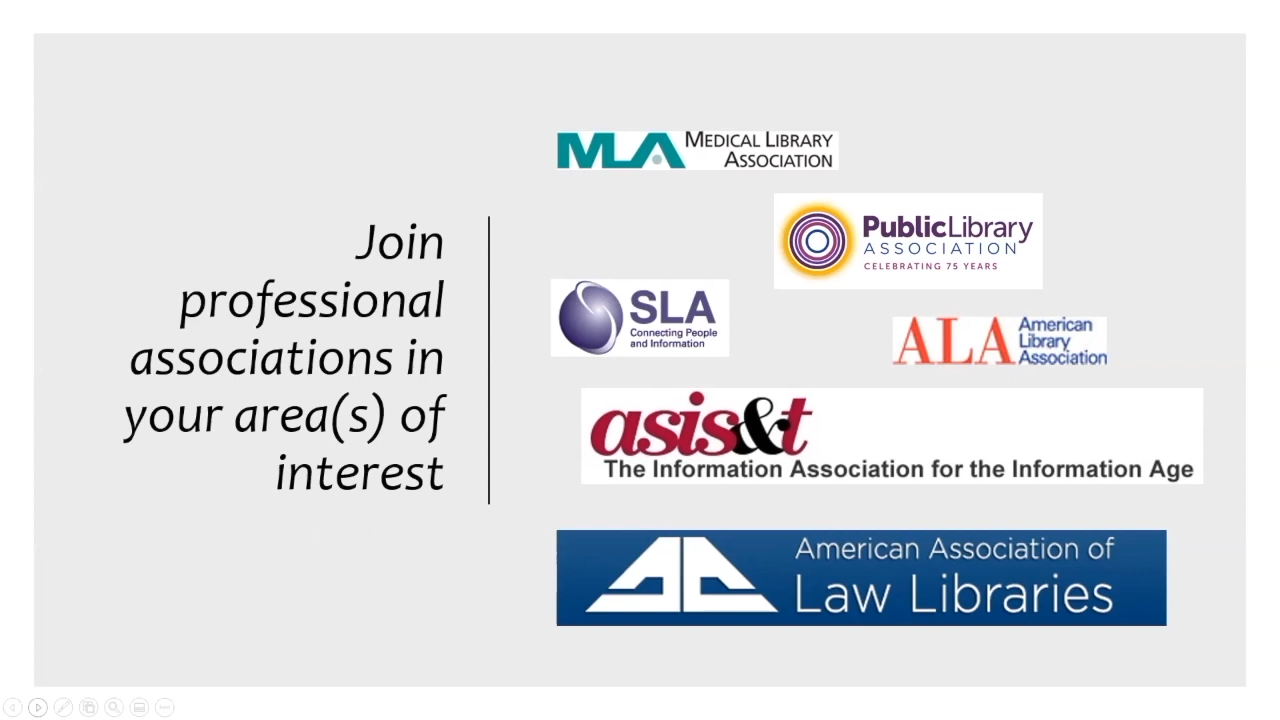 Join
professional
associations in
your area(s) of
interest
MLA MEDICAL LIBRARY
ASSOCIATION
PublicLibrary
ASSOCIATION
CELEBRATING 75 YEARS
SLA
Connecting People
and Information
ALA American
Library
Association
asis&t
The Information Association for the Information Age
American Association of
Law Libraries